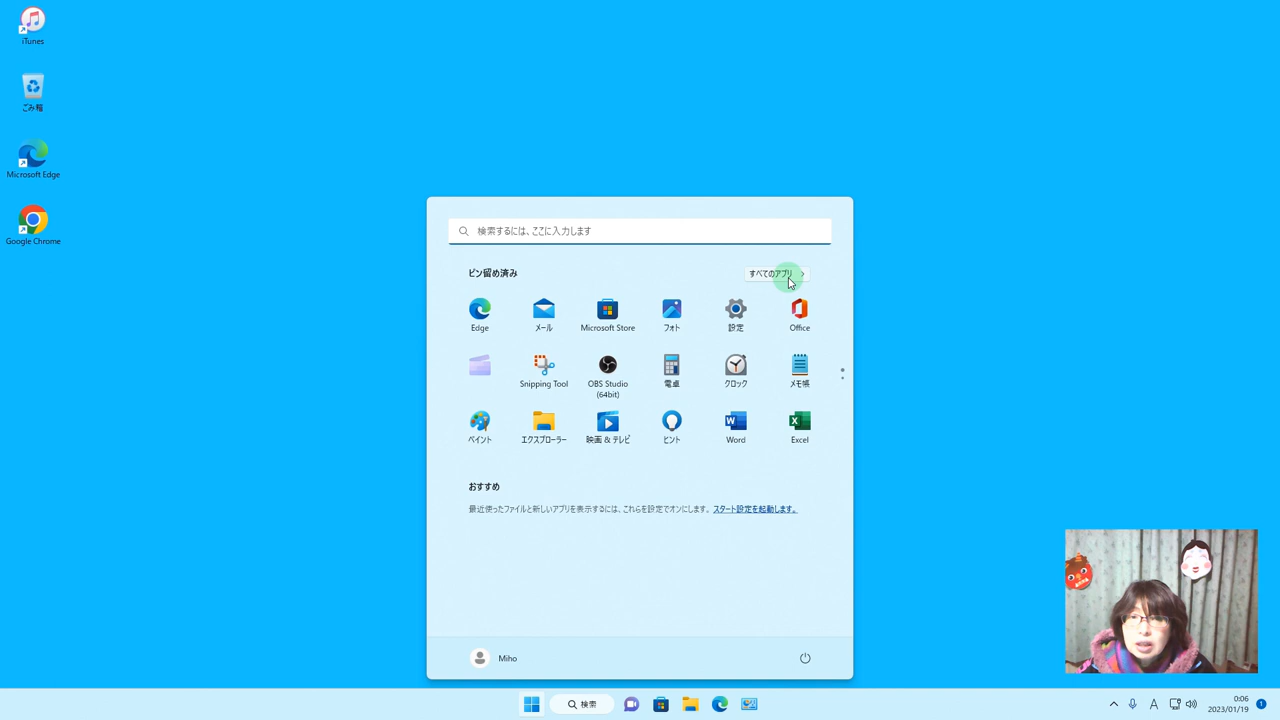 iTunes
ごみ箱
Microsoft Edge
Google Chrome
検索するには、ここに入力します
ピン留め済み
すべてのアプリ
Edge
メール
Microsoft Store
フォト
設定
Office
Snipping Tool
OBS Studio
(64bit)
電卓
クロック
メモ帳
ペイント
エクスプローラー
映画 & テレビ
ヒント
Word
Excel
おすすめ
最近使ったファイルと新しいアプリを表示するには、これらを設定でオンにします。 スタート設定を起動します。
Miho
検索
A
0:06
2023/01/19
1